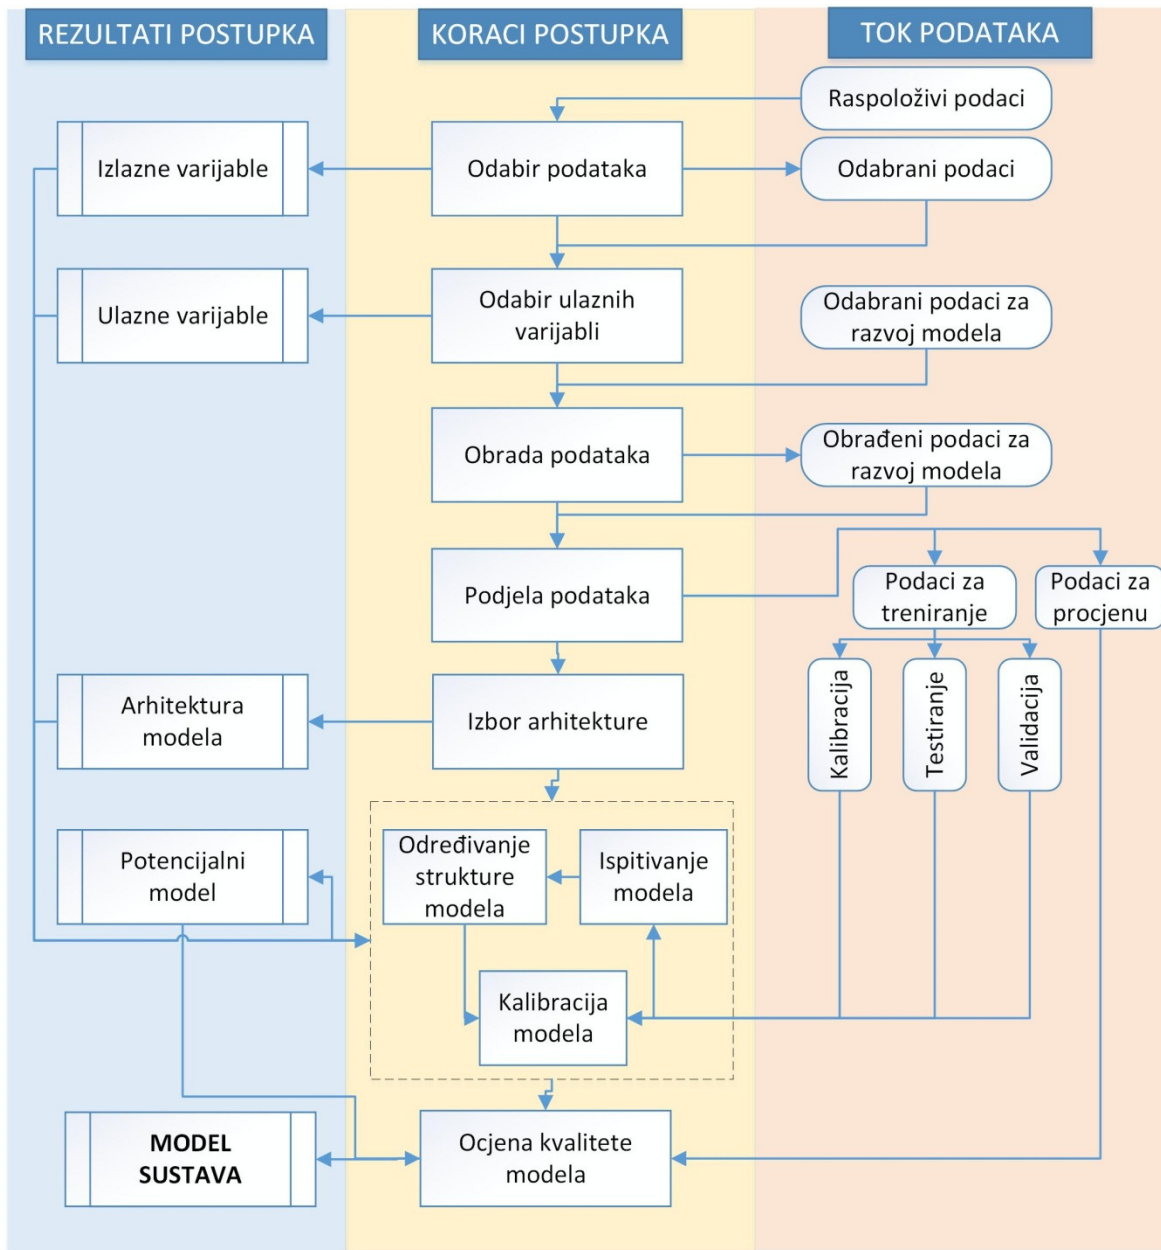 REZULTATI POSTUPKA
KORACI POSTUPKA
TOK PODATAKA
Raspoloživi podaci
Izlazne varijable
Odabir podataka
Odabrani podaci
Ulazne varijable
Odabir ulaznih
varijabli
Odabrani podaci za
razvoj modela
Obrada podataka
Obrađeni podaci za
razvoj modela
Podjela podataka
Podaci za
treniranje
Podaci za
procjenu
Kalibracija
Testiranje
Validacija
Arhitektura
modela
Izbor arhitekture
Potencijalni
model
Određivanje
strukture
modela
Ispitivanje
modela
Kalibracija
modela
MODEL
SUSTAVA
Ocjena kvalitete
modela